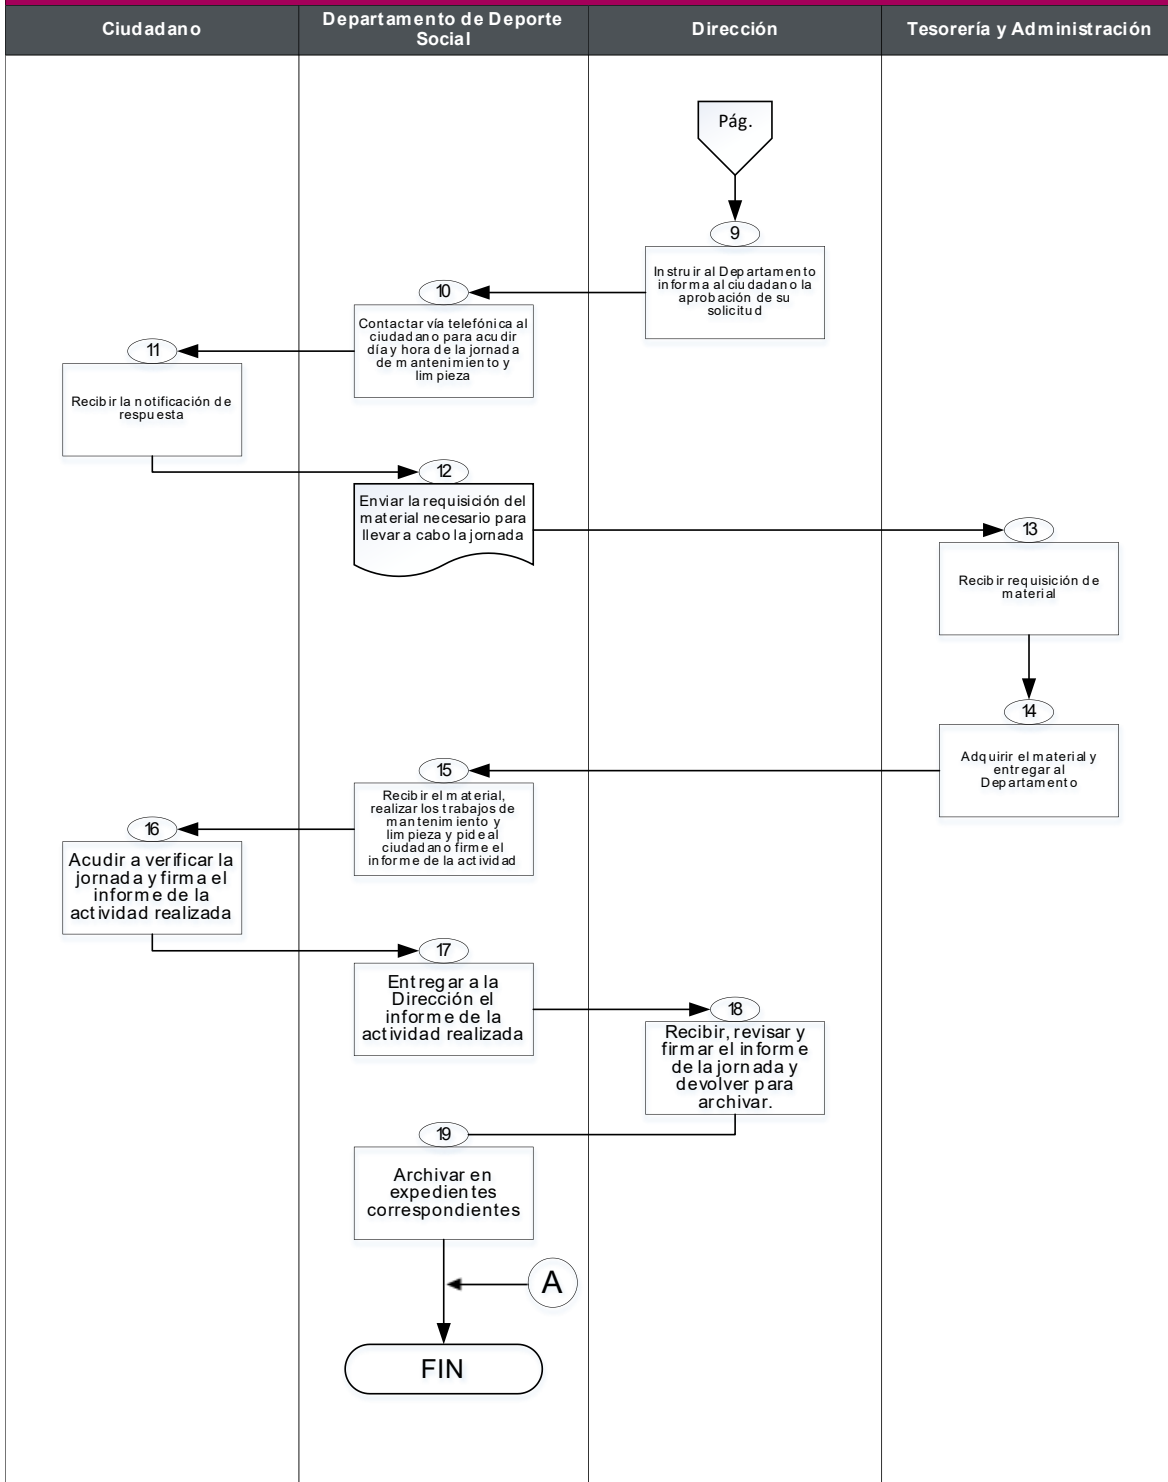 Ciudadano
Departamento de Deporte
Social
Dirección
Tesorería y Administración
Pág.
9
Instruir al Departamento
informa al ciudadano la
aprobación de su
solicitud
10
Contactar vía telefónica al
ciudadano para acudir
día y hora de la jornada
de mantenimiento y
limpieza
11
Recibir la notificación de
respuesta
12
Enviar la requisición del
material necesario para
llevar a cabo la jornada
13
Recibir requisición de
material
14
Adquirir el material y
entregar al
Departamento
15
Recibir el material,
realizar los trabajos de
mantenimiento y
limpieza y pide al
ciudadano firme el
informe de la actividad
16
Acudir a verificar la
jornada y firma el
informe de la
actividad realizada
17
Entregar a la
Dirección el
informe de la
actividad realizada
18
Recibir, revisar y
firmar el informe
de la jornada y
devolver para
archivar.
19
Archivar en
expedientes
correspondientes
A
FIN